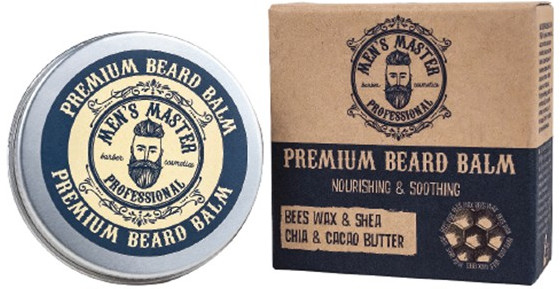 PREMIUM BEARD BALM
MEN'S MASTER
barber cosmetics
PROFESSIONAL
PREMIUM BEARD BALM
MEN'S MASTER
barber cosmetics
PROFESSIONAL
PREMIUM BEARD BALM
NOURISHING & SOOTHING
BEES WAX & SHEA
CHIA & CACAO BUTTER